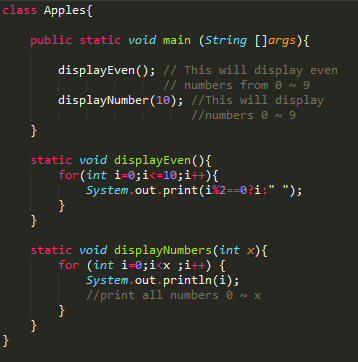 class Apples{
public static void main (String []args){
displayEven(); // This will display even
// numbers from 0 ~ 9
displayNumber(10); //This will display
//numbers 0 ~ 9
}
static void displayEven(){
for(int i=0;i<=10;i++){
System.out.print(i%2==0?i:" ");
}
}
static void displayNumbers(int x){
for (int i=0;i<x ;i++) {
System.out.println(i);
//print all numbers 0 ~ x
}
}
}